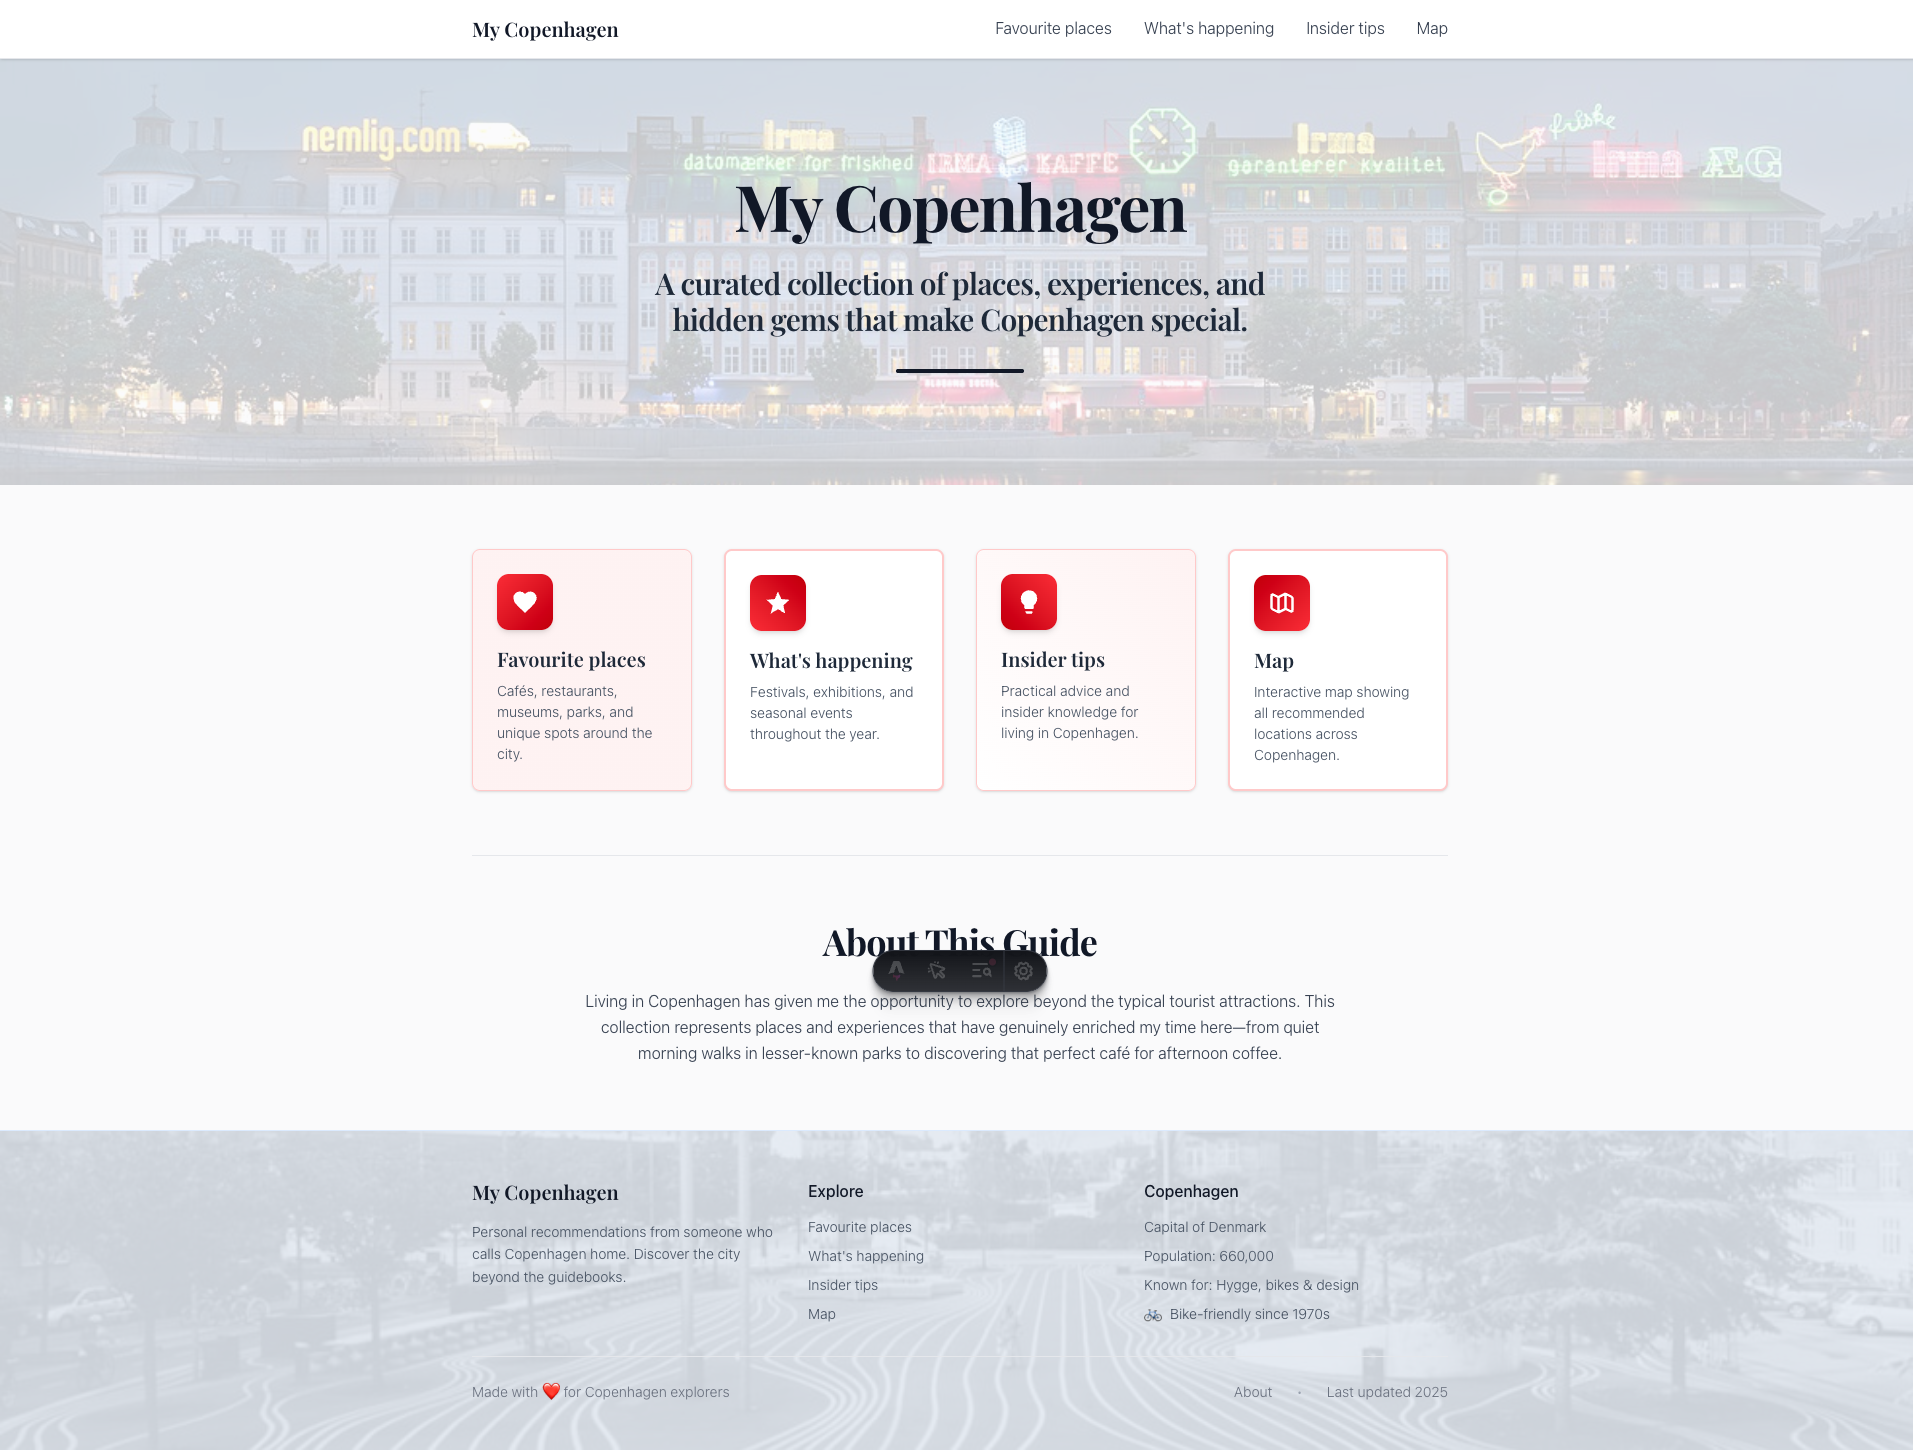 My Copenhagen
Favourite places
What's happening
Insider tips
Map
nemlig.com
Irma
datomærker for friskhed
IRMA KAFFE
Irma
garanterer kvalitet
friske
Irma ÆG
My Copenhagen
A curated collection of places, experiences, and
hidden gems that make Copenhagen special.
Favourite places
Cafés, restaurants,
museums, parks, and
unique spots around the
city.
What's happening
Festivals, exhibitions, and
seasonal events
throughout the year.
Insider tips
Practical advice and
insider knowledge for
living in Copenhagen.
Map
Interactive map showing
all recommended
locations across
Copenhagen.
About This Guide
Living in Copenhagen has given me the opportunity to explore beyond the typical tourist attractions. This
collection represents places and experiences that have genuinely enriched my time here—from quiet
morning walks in lesser-known parks to discovering that perfect café for afternoon coffee.
My Copenhagen
Personal recommendations from someone who
calls Copenhagen home. Discover the city
beyond the guidebooks.
Explore
Favourite places
What's happening
Insider tips
Map
Copenhagen
Capital of Denmark
Population: 660,000
Known for: Hygge, bikes & design
🚲 Bike-friendly since 1970s
Made with ❤️ for Copenhagen explorers
About · Last updated 2025